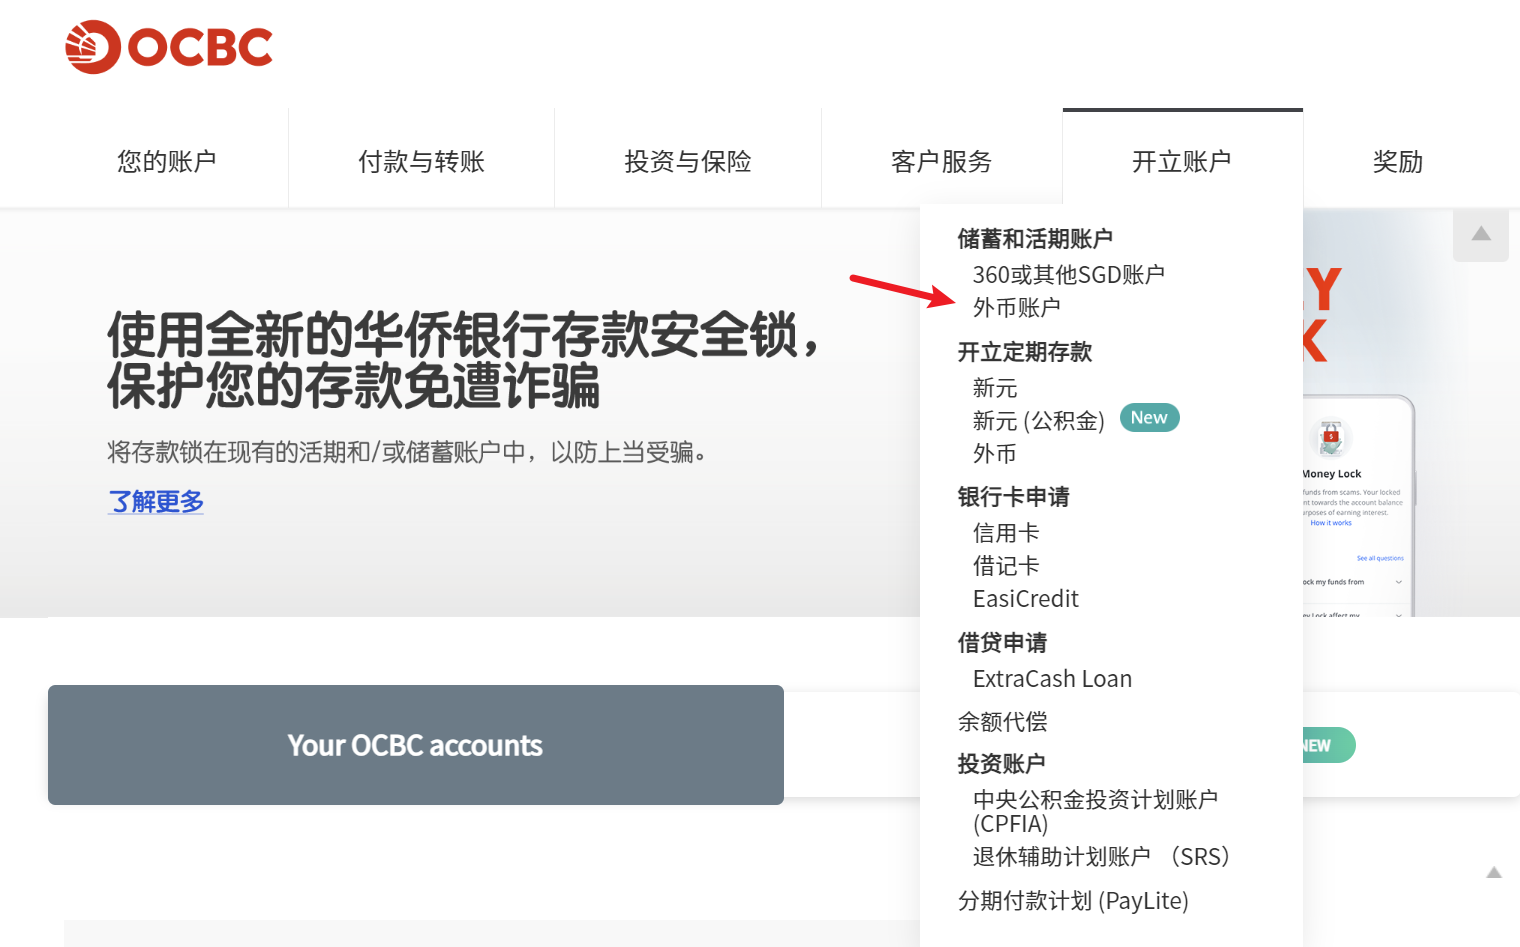 OCBC
您的账户
付款与转账
投资与保险
客户服务
开立账户
奖励
使用全新的华侨银行存款安全锁，
保护您的存款免遭诈骗
将存款锁在现有的活期和/或储蓄账户中，以防上当受骗。
了解更多
储蓄和活期账户
360或其他SGD账户
外币账户
开立定期存款
新元
新元 (公积金) New
外币
银行卡申请
信用卡
借记卡
EasiCredit
借贷申请
ExtraCash Loan
余额代偿
投资账户
中央公积金投资计划账户
(CPFIA)
退休辅助计划账户 （SRS）
分期付款计划 (PayLite)
Y
K
Money Lock
funds from scams. Your locked
towards the account balance
of earning interest.
How it works
See all questions
my funds from
Lock affect my
Your OCBC accounts
NEW